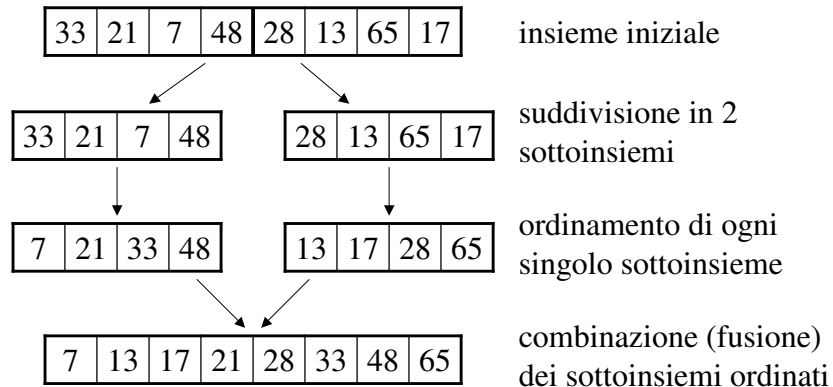 33 21 7 48 28 13 65 17 insieme iniziale
33 21 7 48 28 13 65 17 suddivisione in 2
sottoinsiemi
7 21 33 48 13 17 28 65 ordinamento di ogni
singolo sottoinsieme
7 13 17 21 28 33 48 65 combinazione (fusione)
dei sottoinsiemi ordinati